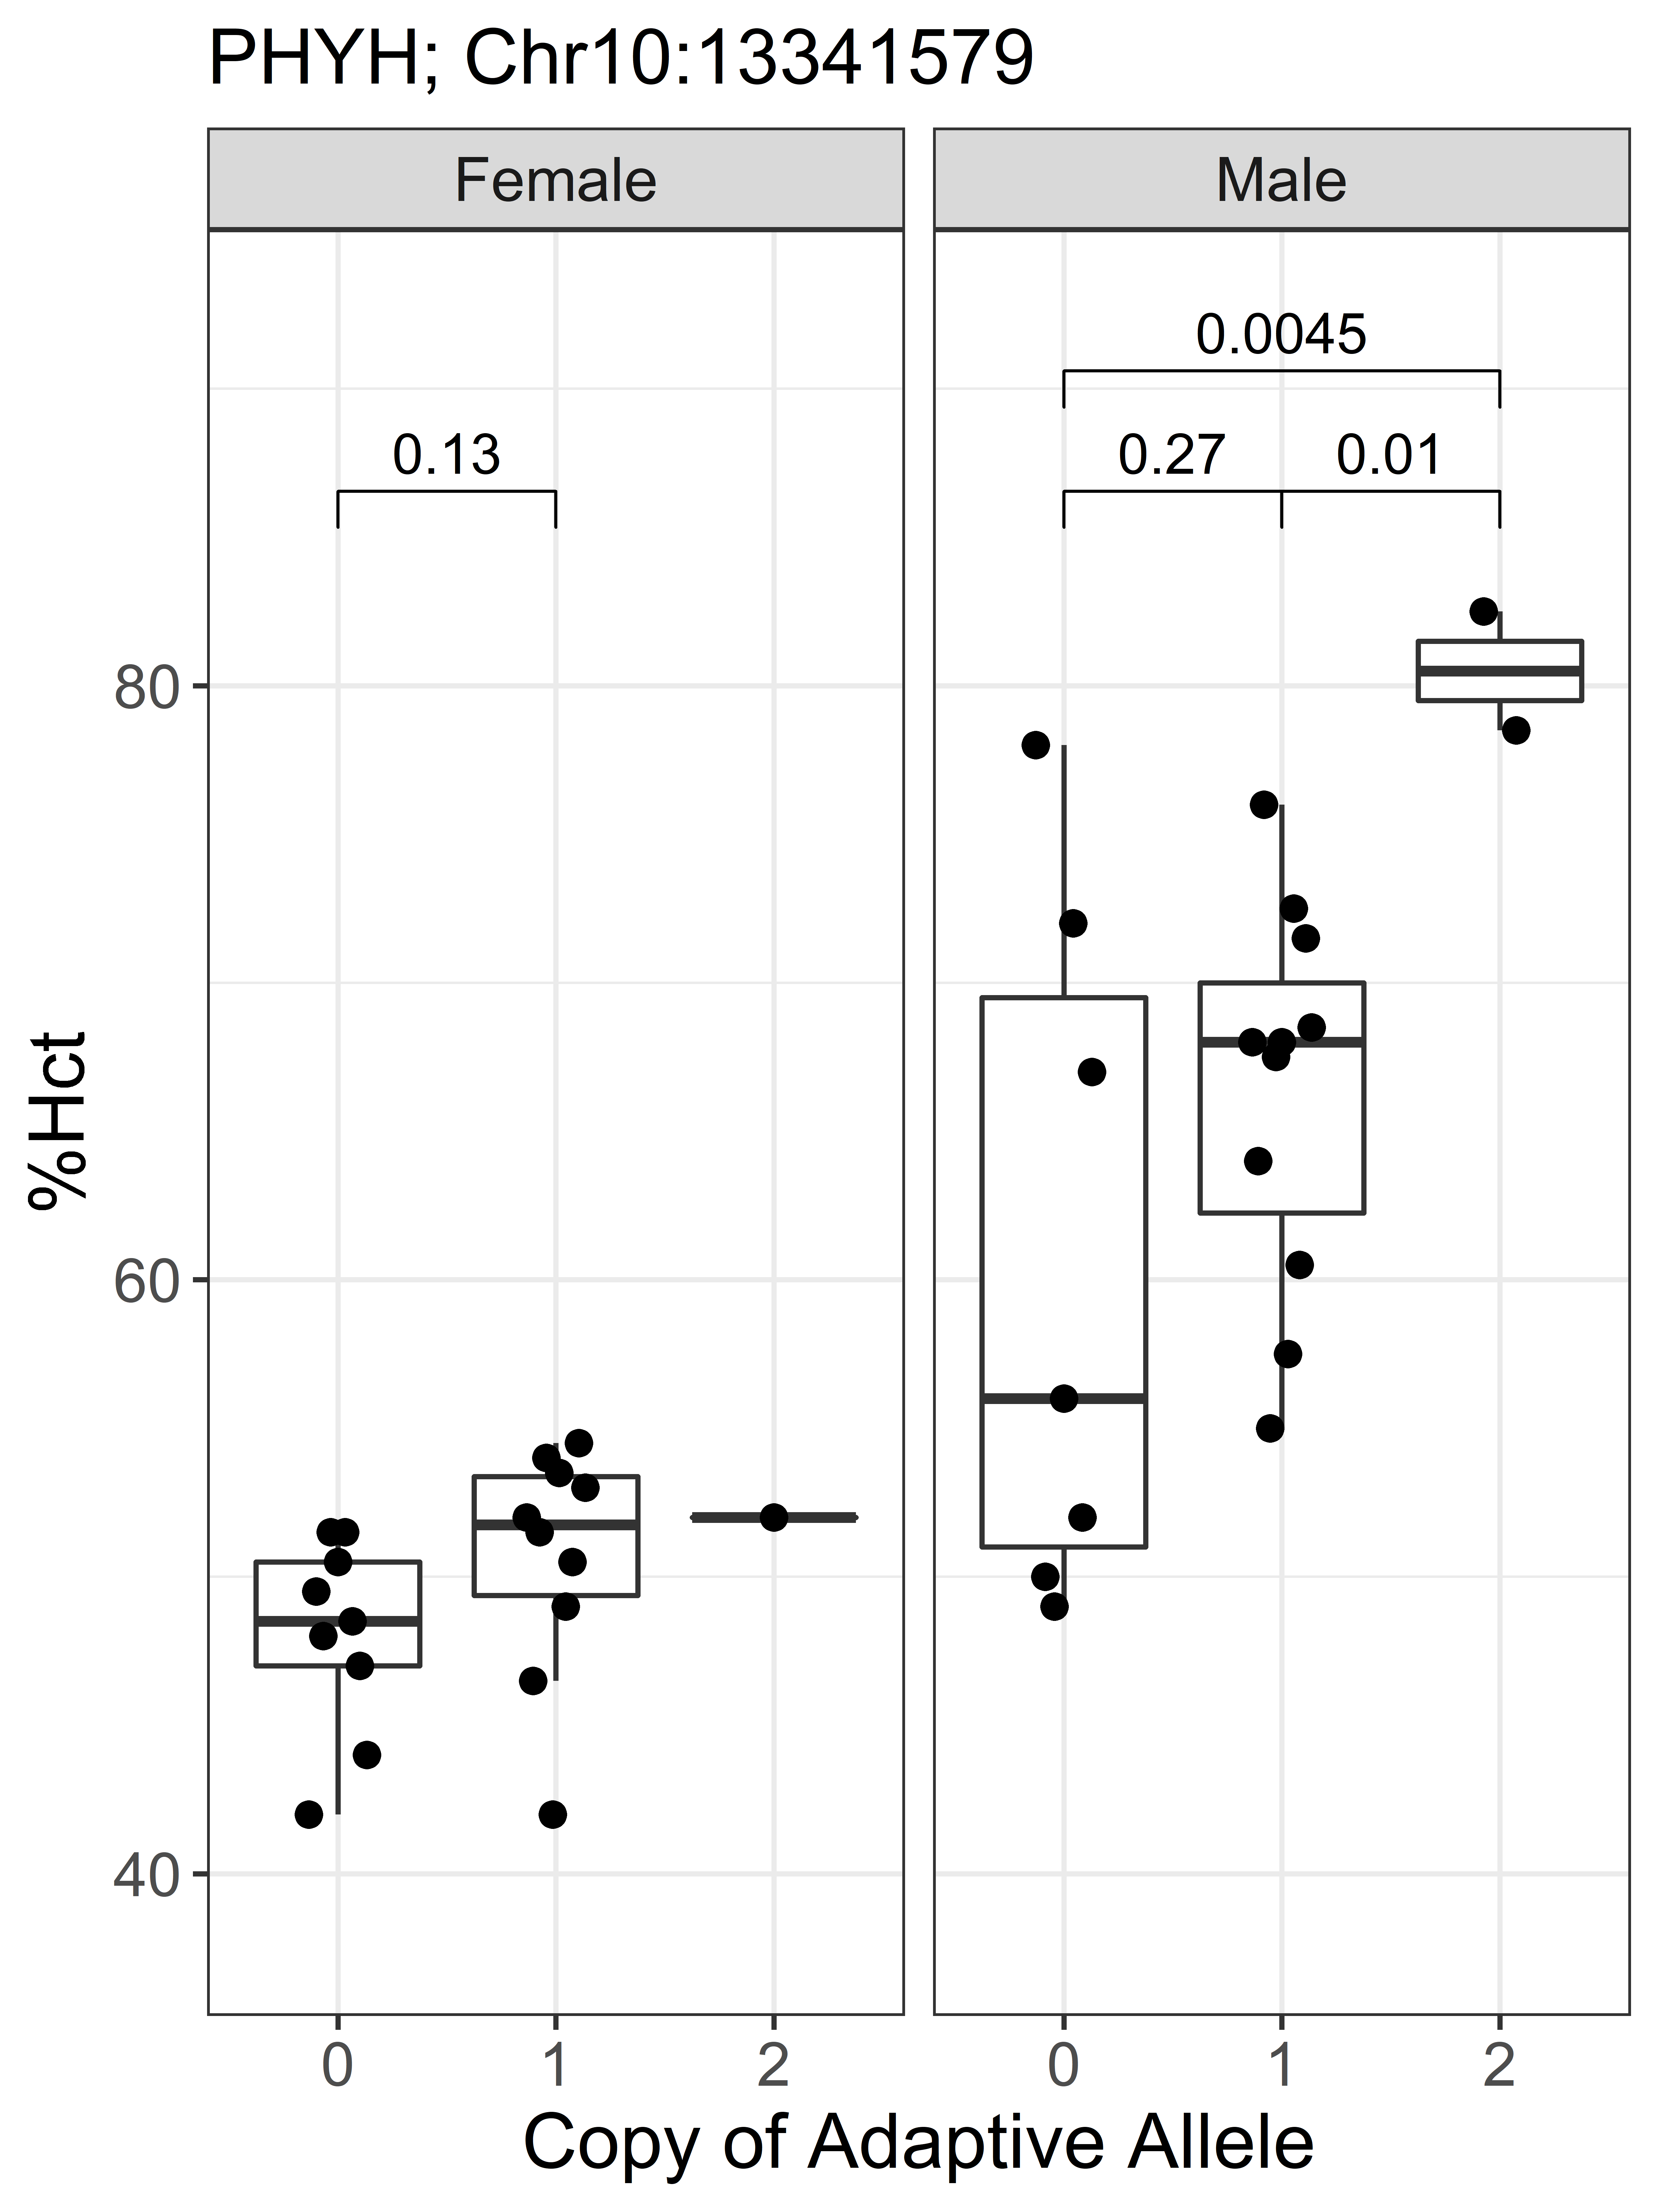 PHYH; Chr10:13341579
Female
Male
0.0045
0.13
0.27
0.01
80
60
40
%Hct
0 1 2
0 1 2
Copy of Adaptive Allele